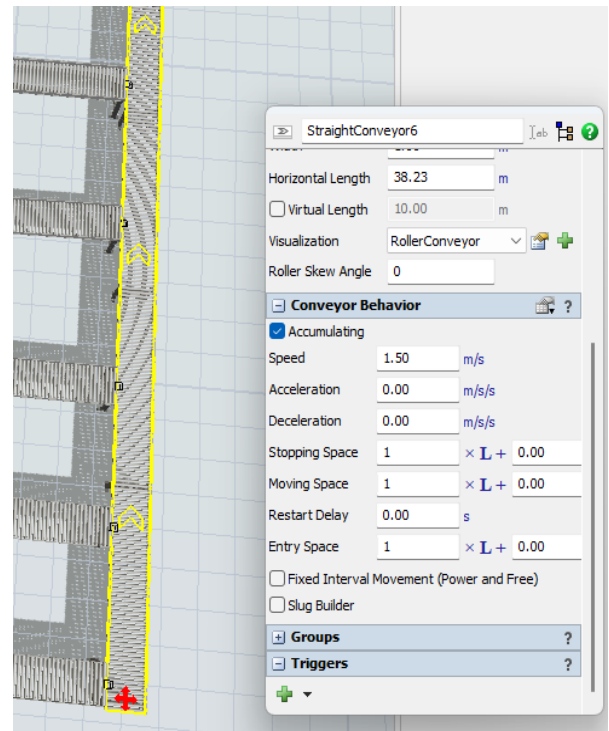 StraightConveyor6
Horizontal Length 38.23 m
Virtual Length 10.00 m
Visualization RollerConveyor
Roller Skew Angle 0
Conveyor Behavior ?
Accumulating
Speed 1.50 m/s
Acceleration 0.00 m/s/s
Deceleration 0.00 m/s/s
Stopping Space 1 × L + 0.00
Moving Space 1 × L + 0.00
Restart Delay 0.00 s
Entry Space 1 × L + 0.00
Fixed Interval Movement (Power and Free)
Slug Builder
Groups ?
Triggers ?